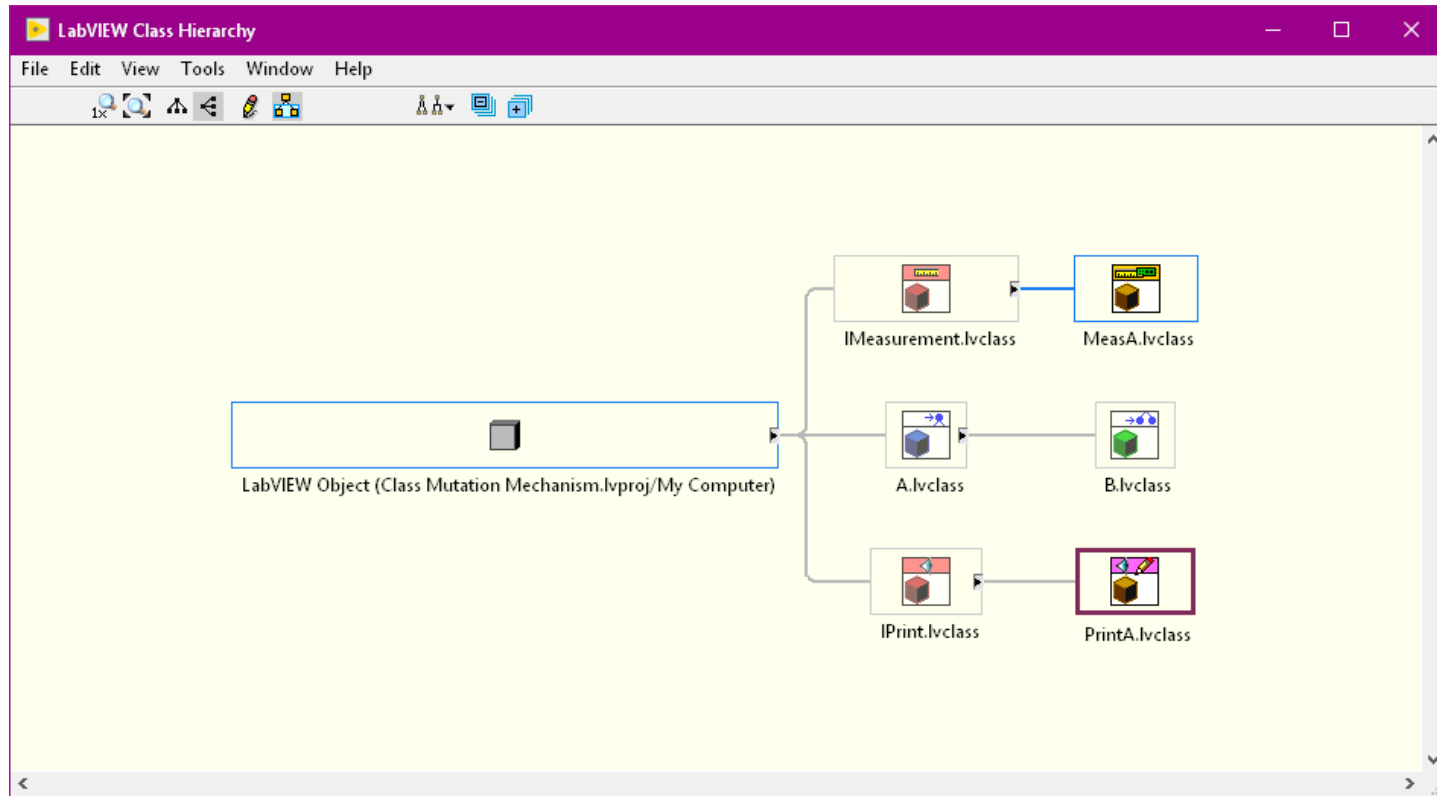 LabVIEW Class Hierarchy
File Edit View Tools Window Help
1x
IMeasurement.lvclass MeasA.lvclass
LabVIEW Object (Class Mutation Mechanism.lvproj/My Computer) A.lvclass B.lvclass
IPrint.lvclass PrintA.lvclass